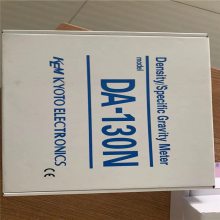 Density/Specific Gravity Meter
model
DA-130N
KEM KYOTO ELECTRONICS
CE